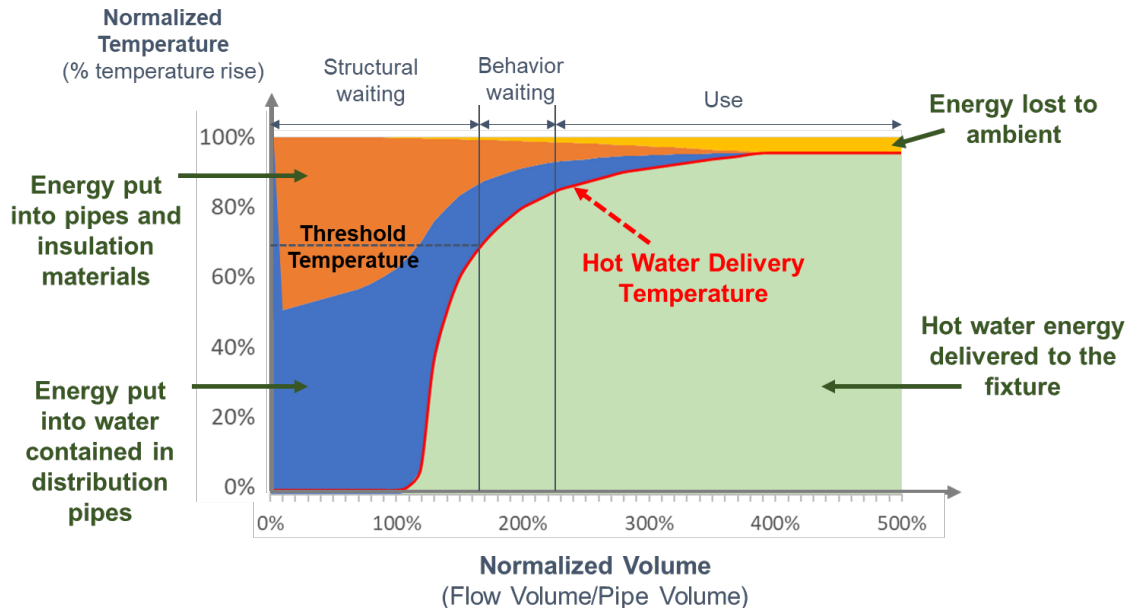 Normalized
Temperature
(% temperature rise)
Structural
waiting
Behavior
waiting
Use
Energy lost to
ambient
100%
80%
60%
40%
20%
0%
Energy put
into pipes and
insulation
materials
Threshold
Temperature
Hot Water Delivery
Temperature
Hot water energy
delivered to the
fixture
Energy put
into water
contained in
distribution
pipes
0%
100%
200%
300%
400%
500%
Normalized Volume
(Flow Volume/Pipe Volume)